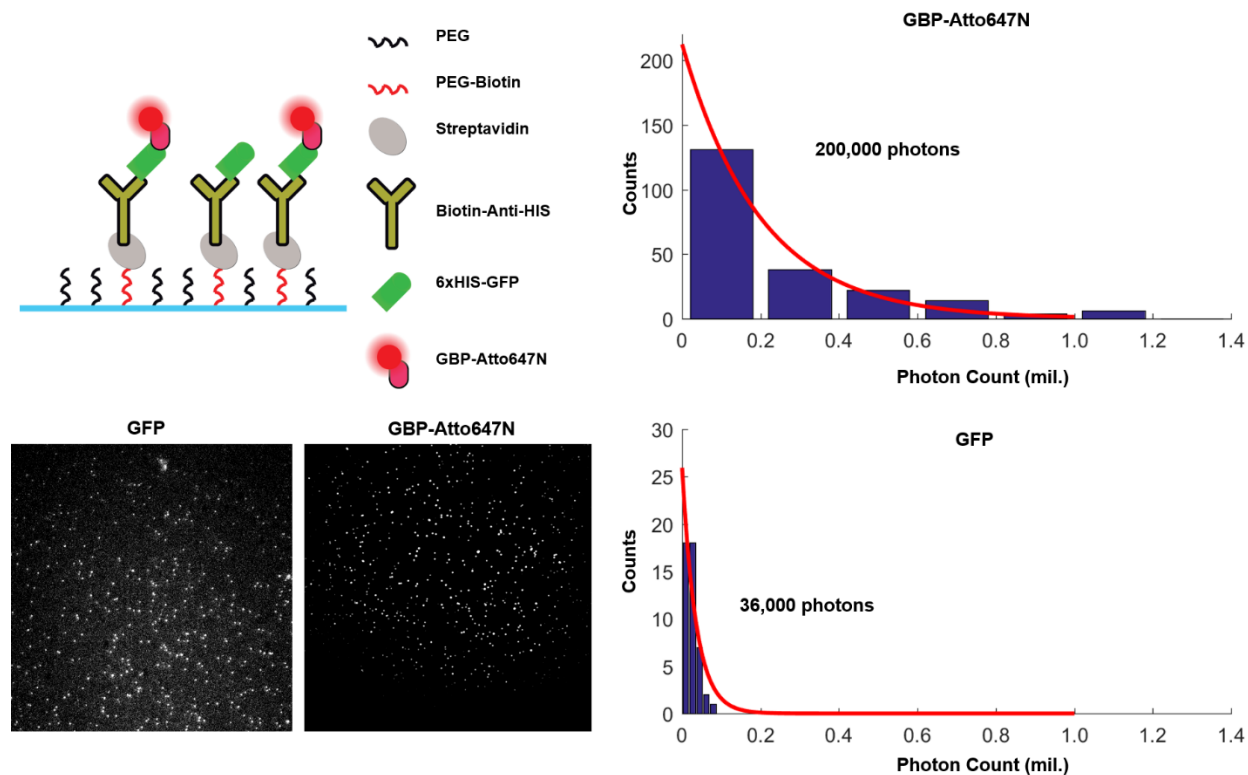 PEG
PEG-Biotin
Streptavidin
Biotin-Anti-HIS
6xHIS-GFP
GBP-Atto647N
GFP
GBP-Atto647N
GBP-Atto647N
Counts
200
150
100
50
0
200,000 photons
0 0.2 0.4 0.6 0.8 1.0 1.2 1.4
Photon Count (mil.)
GFP
Counts
30
25
20
15
10
5
0
36,000 photons
0 0.2 0.4 0.6 0.8 1.0 1.2 1.4
Photon Count (mil.)